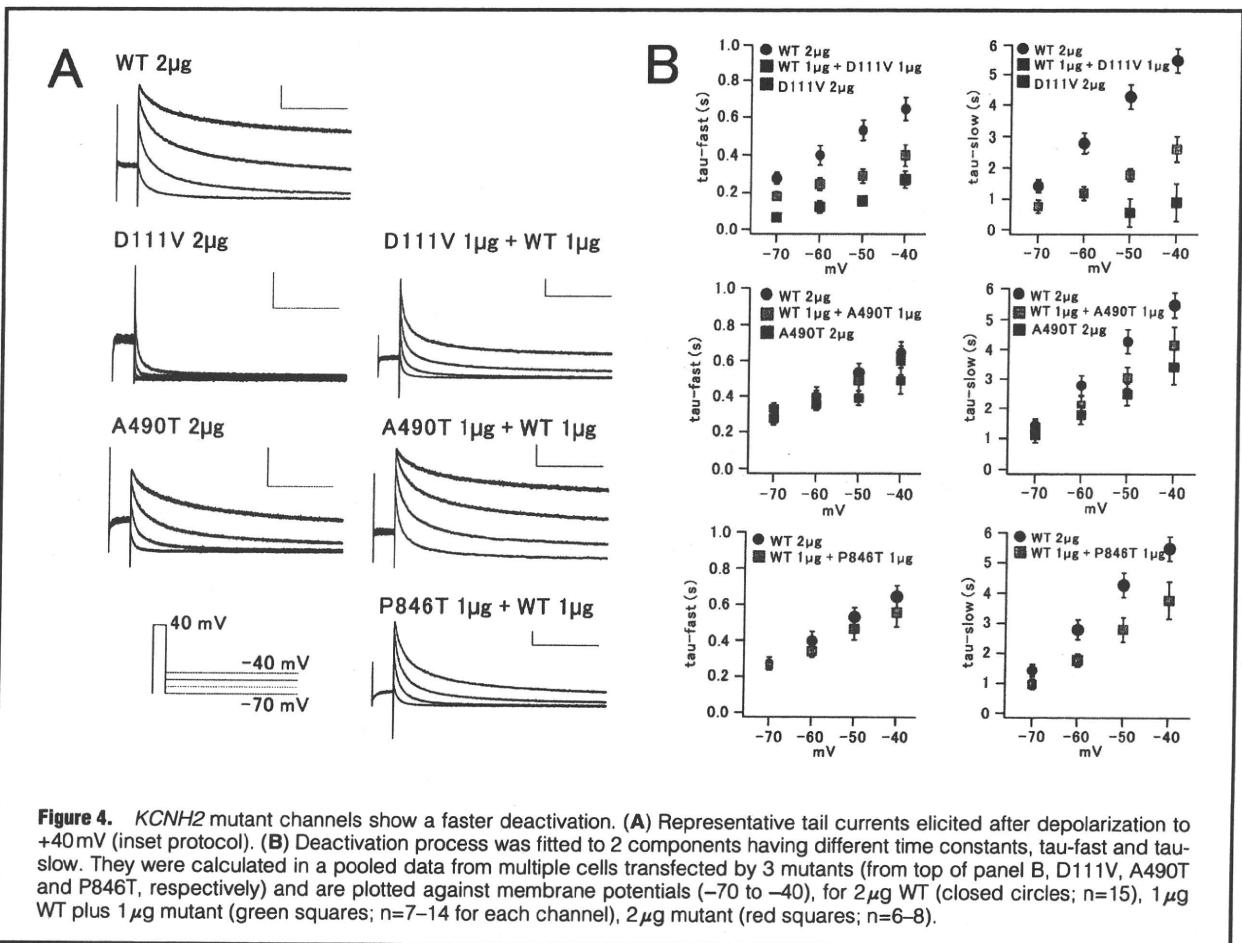 A
WT 2µg
D111V 2µg
D111V 1µg + WT 1µg
A490T 2µg
A490T 1µg + WT 1µg
P846T 1µg + WT 1µg
40 mV
-40 mV
-70 mV
B
1.0
0.8
0.6
0.4
0.2
0.0
tau-fast (s)
WT 2µg
WT 1µg + D111V 1µg
D111V 2µg
-70 -60 -50 -40
mV
6
5
4
3
2
1
0
tau-slow (s)
WT 2µg
WT 1µg + D111V 1µg
D111V 2µg
-70 -60 -50 -40
mV
1.0
0.8
0.6
0.4
0.2
0.0
tau-fast (s)
WT 2µg
WT 1µg + A490T 1µg
A490T 2µg
-70 -60 -50 -40
mV
6
5
4
3
2
1
0
tau-slow (s)
WT 2µg
WT 1µg + A490T 1µg
A490T 2µg
-70 -60 -50 -40
mV
1.0
0.8
0.6
0.4
0.2
0.0
tau-fast (s)
WT 2µg
WT 1µg + P846T 1µg
-70 -60 -50 -40
mV
6
5
4
3
2
1
0
tau-slow (s)
WT 2µg
WT 1µg + P846T 1µg
-70 -60 -50 -40
mV
Figure 4. KCNH2 mutant channels show a faster deactivation. (A) Representative tail currents elicited after depolarization to
+40 mV (inset protocol). (B) Deactivation process was fitted to 2 components having different time constants, tau-fast and tau-
slow. They were calculated in a pooled data from multiple cells transfected by 3 mutants (from top of panel B, D111V, A490T
and P846T, respectively) and are plotted against membrane potentials (–70 to –40), for 2 µg WT (closed circles; n=15), 1 µg
WT plus 1 µg mutant (green squares; n=7–14 for each channel), 2 µg mutant (red squares; n=6–8).